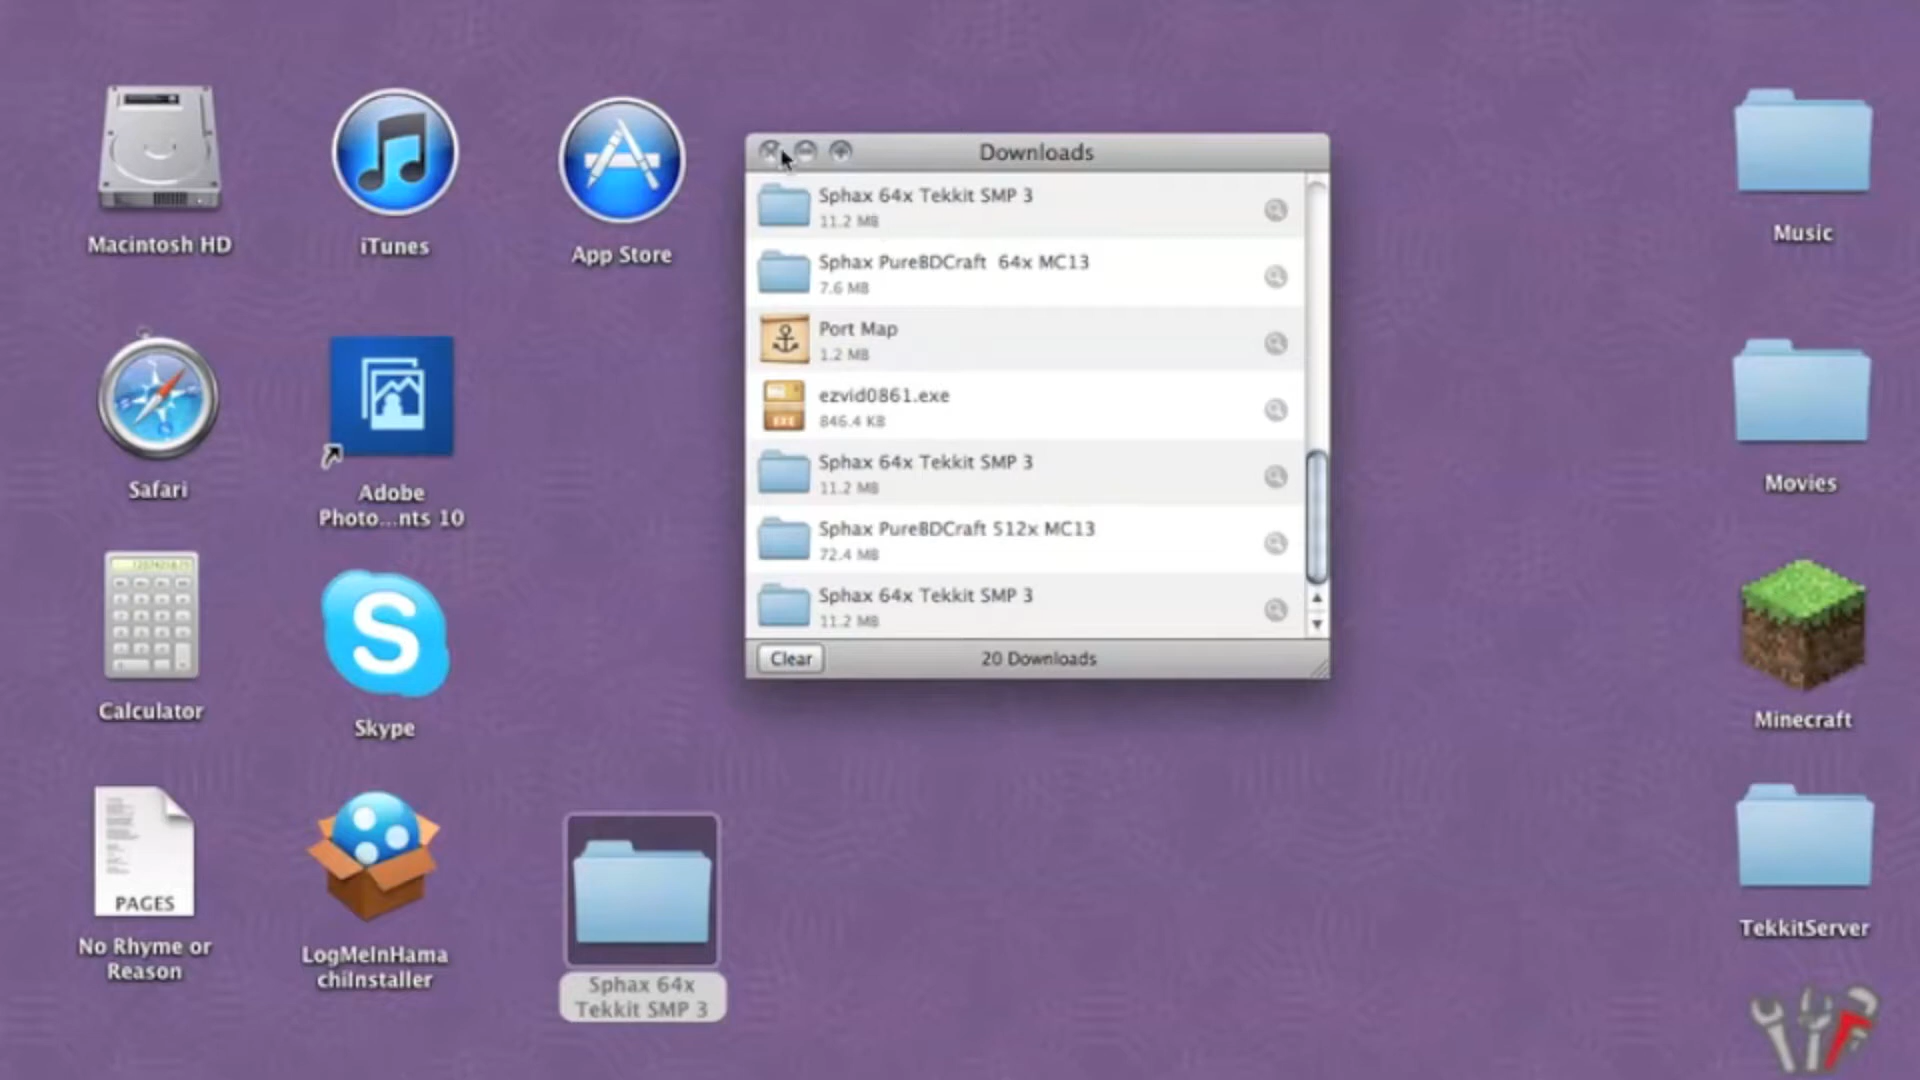 Macintosh HD
iTunes
App Store
Safari
Adobe
Photo...nts 10
Calculator
Skype
PAGES
No Rhyme or
Reason
LogMeInHama
chiInstaller
Sphax 64x
Tekkit SMP 3
Downloads
Sphax 64x Tekkit SMP 3
11.2 MB
Sphax PureBDCraft  64x MC13
7.6 MB
Port Map
1.2 MB
ezvid0861.exe
846.4 KB
EXE
Sphax 64x Tekkit SMP 3
11.2 MB
Sphax PureBDCraft 512x MC13
72.4 MB
Sphax 64x Tekkit SMP 3
11.2 MB
Clear
20 Downloads
Music
Movies
Minecraft
TekkitServer